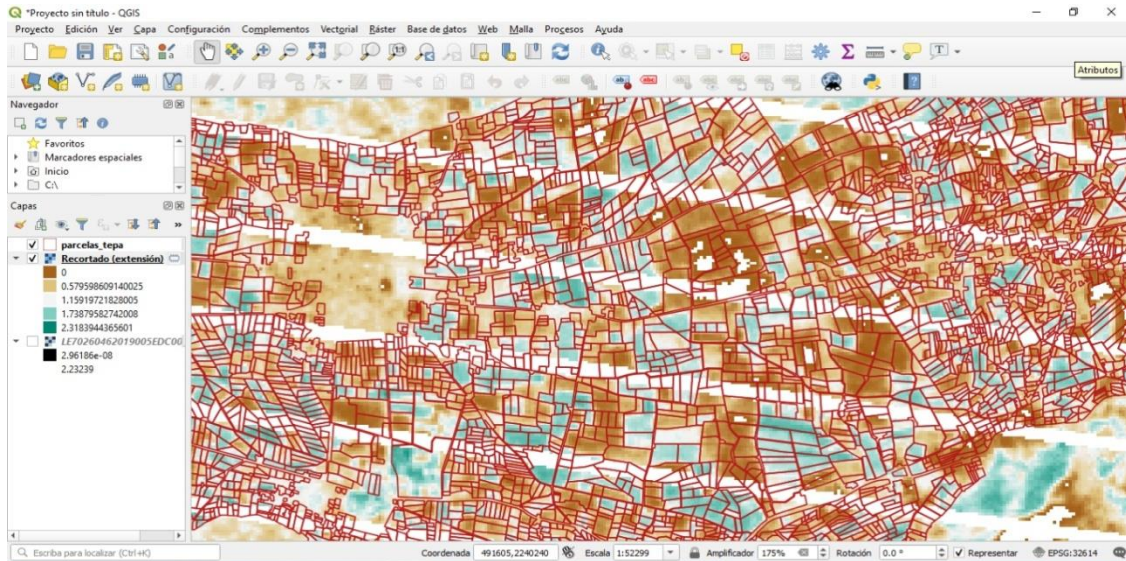 *Proyecto sin título - QGIS
Proyecto Edición Ver Capa Configuración Complementos Vectorial Ráster Base de datos Web Malla Procesos Ayuda
Atributos
Navegador
Favoritos
Marcadores espaciales
Inicio
C:\
Capas
parcelas_tepa
Recortado (extensión)
0
0.579598609140025
1.15919721828005
1.73879582742008
2.3183944365601
LE70260462019005EDC00
2.96186e-08
2.23239
Escriba para localizar (Ctrl+K) Coordenada 491605,2240240 Escala 1:52299 Amplificador 175% Rotación 0.0 ° Representar EPSG:32614